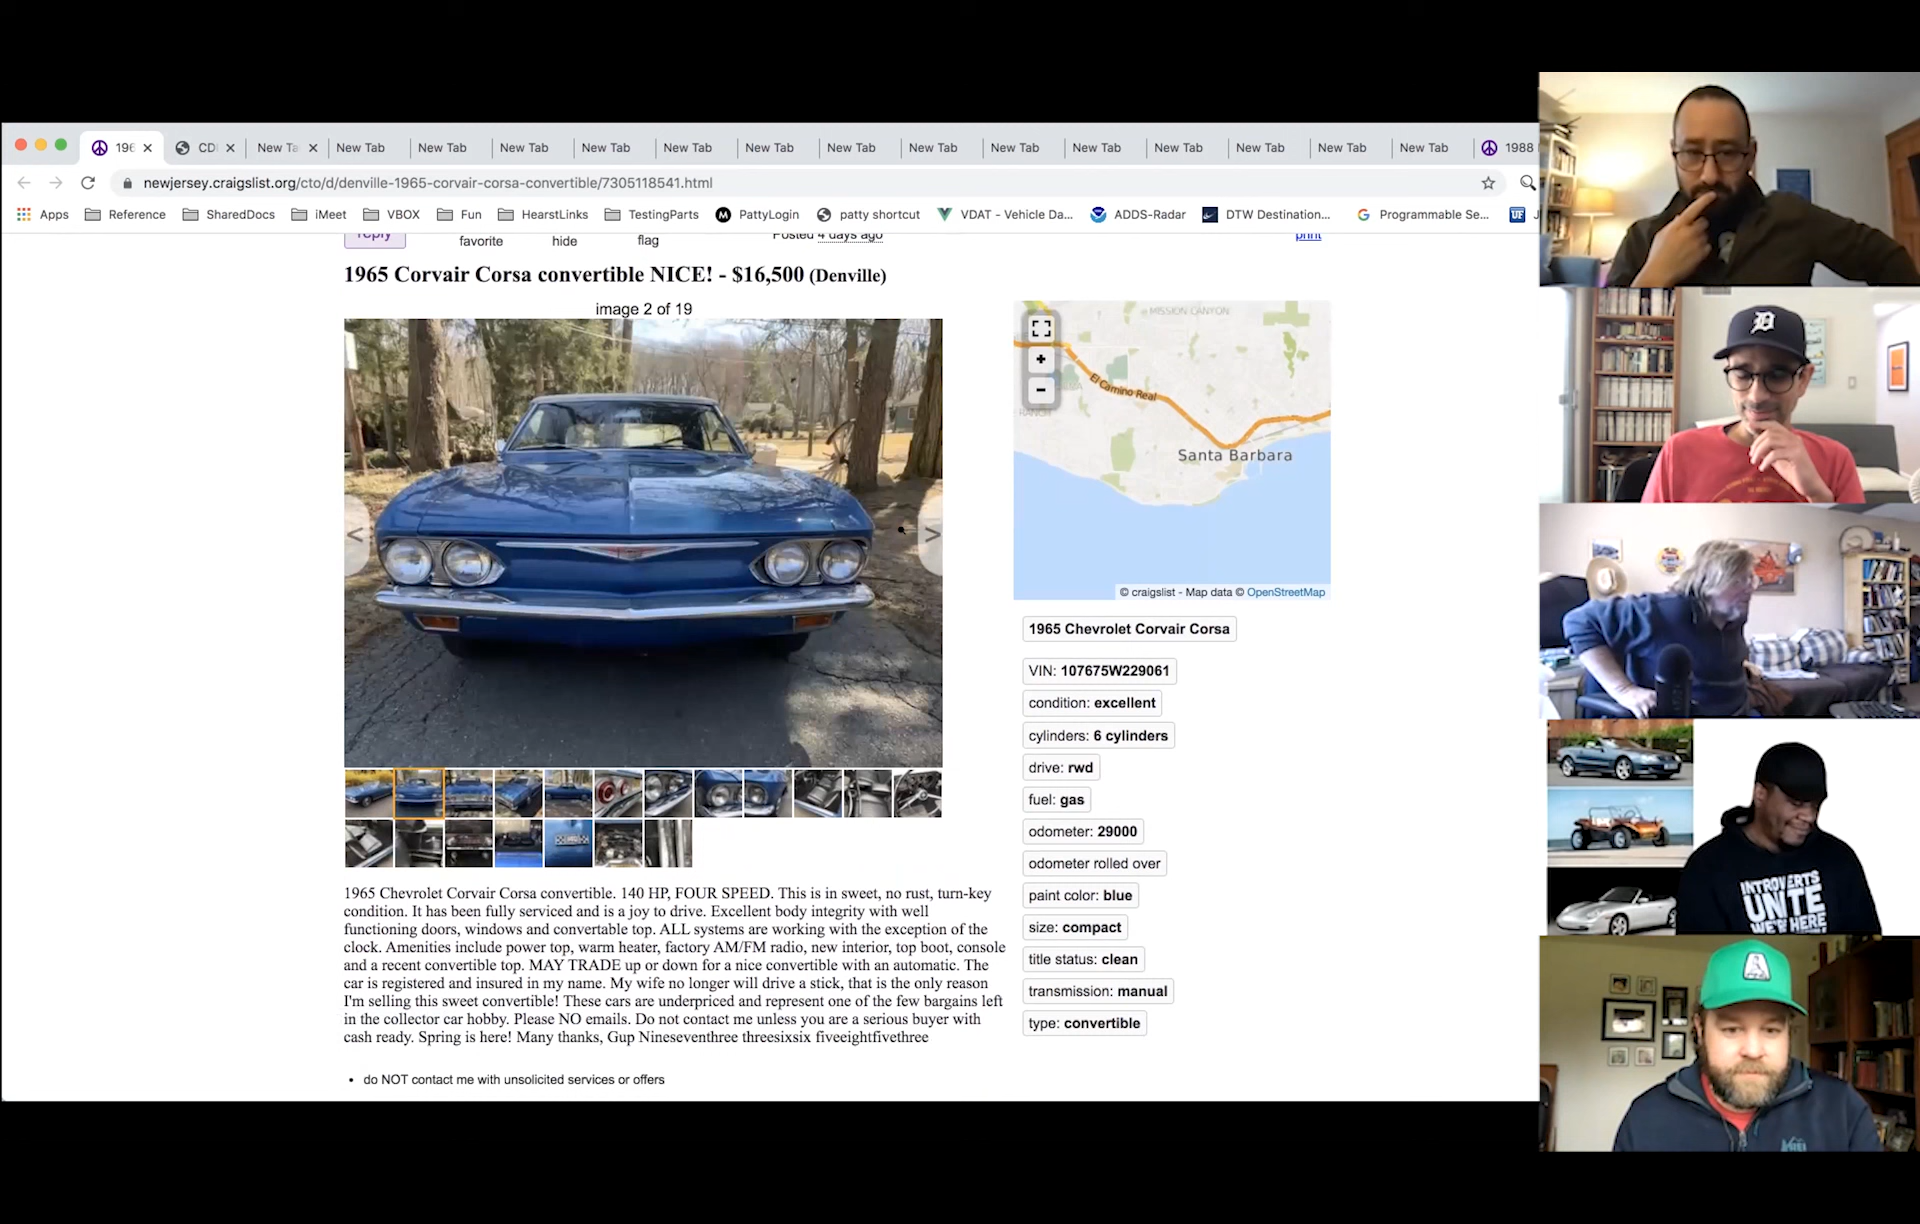 196
CD
New Ta
New Tab
New Tab
New Tab
New Tab
New Tab
New Tab
New Tab
New Tab
New Tab
New Tab
New Tab
New Tab
New Tab
New Tab
1988
newjersey.craigslist.org/cto/d/denville-1965-corvair-corsa-convertible/7305118541.html
Apps
Reference
SharedDocs
iMeet
VBOX
Fun
HearstLinks
TestingParts
PattyLogin
patty shortcut
VDAT - Vehicle Da...
ADDS-Radar
DTW Destination...
Programmable Se...
UF
J
reply
favorite
hide
flag
Posted 4 days ago
print
1965 Corvair Corsa convertible NICE! - $16,500 (Denville)
image 2 of 19
MISSION CANYON
El Camino Real
Santa Barbara
© craigslist - Map data © OpenStreetMap
1965 Chevrolet Corvair Corsa
VIN: 107675W229061
condition: excellent
cylinders: 6 cylinders
drive: rwd
fuel: gas
odometer: 29000
odometer rolled over
paint color: blue
size: compact
title status: clean
transmission: manual
type: convertible
1965 Chevrolet Corvair Corsa convertible. 140 HP, FOUR SPEED. This is in sweet, no rust, turn-key
condition. It has been fully serviced and is a joy to drive. Excellent body integrity with well
functioning doors, windows and convertable top. ALL systems are working with the exception of the
clock. Amenities include power top, warm heater, factory AM/FM radio, new interior, top boot, console
and a recent convertible top. MAY TRADE up or down for a nice convertible with an automatic. The
car is registered and insured in my name. My wife no longer will drive a stick, that is the only reason
I'm selling this sweet convertible! These cars are underpriced and represent one of the few bargains left
in the collector car hobby. Please NO emails. Do not contact me unless you are a serious buyer with
cash ready. Spring is here! Many thanks, Gup Nineseventhree threesixsix fiveeightfivethree
• do NOT contact me with unsolicited services or offers
INTROVERTS
UNITE
WE'RE HERE